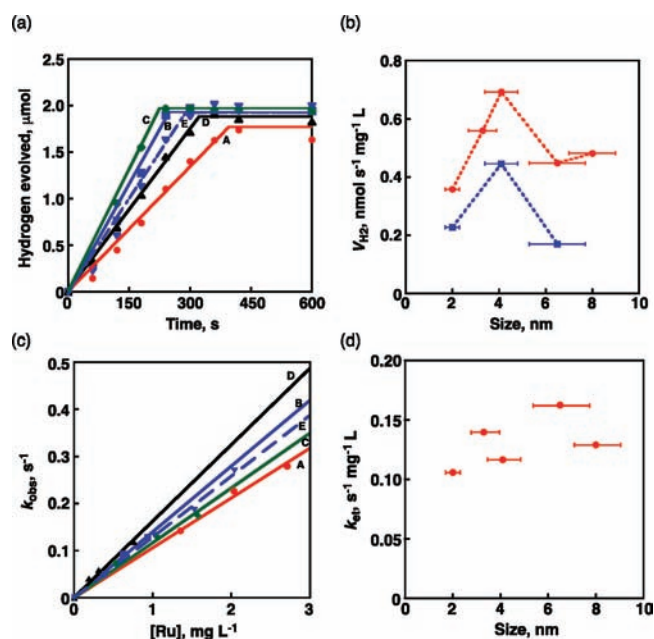 (a)
Hydrogen evolved, μmol
2.5
2.0
1.5
1.0
0.5
0.0
C
B
E
D
A
0
150
300
450
600
Time, s
(b)
V_H2, nmol s⁻¹ mg⁻¹ L
0.8
0.6
0.4
0.2
0
0
2
4
6
8
10
Size, nm
(c)
k_obs, s⁻¹
0.5
0.4
0.3
0.2
0.1
0
D
B
E
C
A
0
1
2
3
[Ru], mg L⁻¹
(d)
k_et, s⁻¹ mg⁻¹ L
0.20
0.15
0.10
0.05
0.00
0
2
4
6
8
10
Size, nm